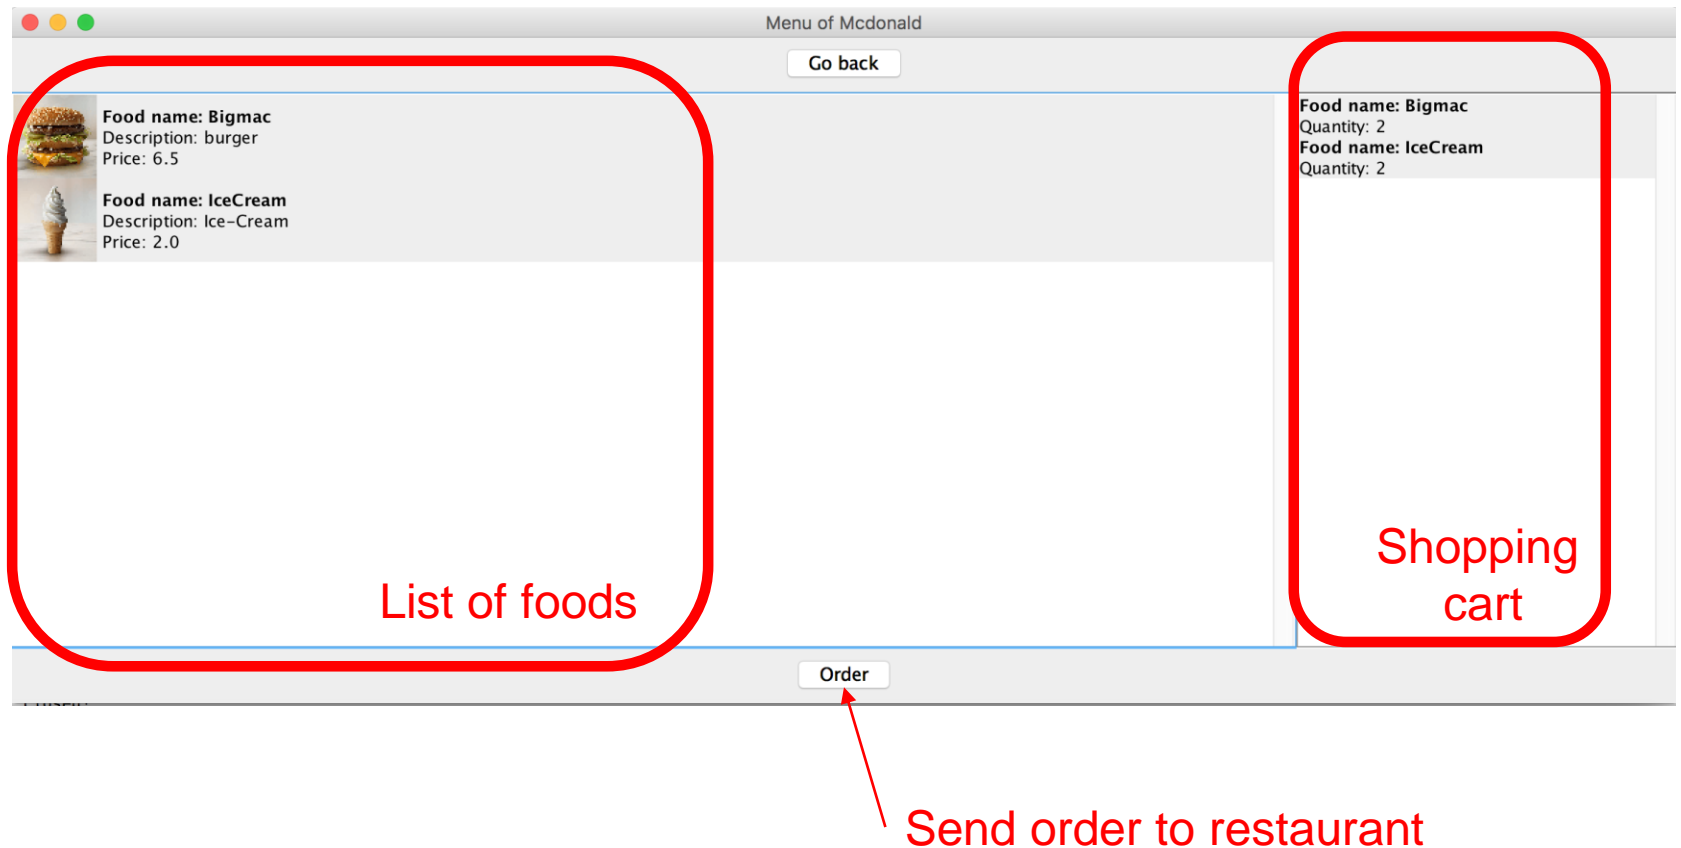 Menu of Mcdonald
Go back
Food name: Bigmac
Description: burger
Price: 6.5
Food name: IceCream
Description: Ice-Cream
Price: 2.0
Food name: Bigmac
Quantity: 2
Food name: IceCream
Quantity: 2
List of foods
Shopping
cart
Order
Send order to restaurant